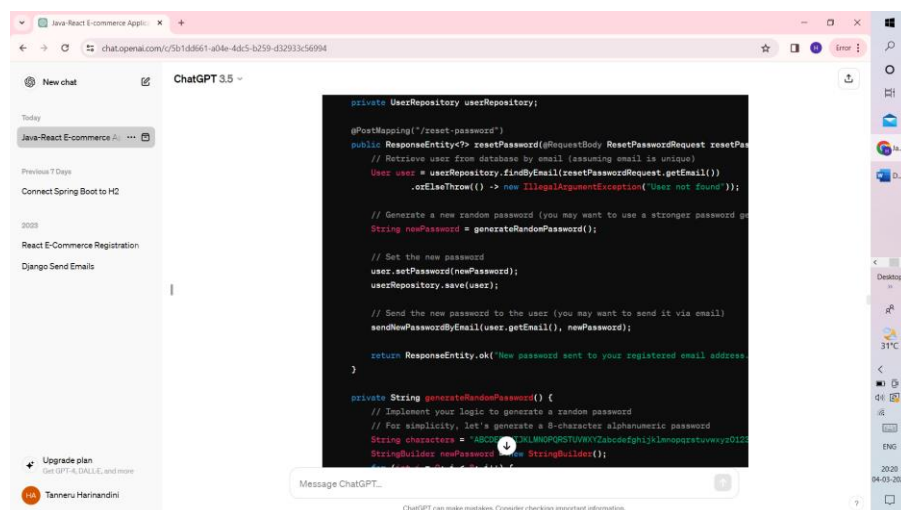 Java-React E-commerce Applic
chat.openai.com/c/5b1dd661-a04e-4dc5-b259-d32933c56994
Error
New chat
ChatGPT 3.5
Today
Java-React E-commerce A
Previous 7 Days
Connect Spring Boot to H2
2023
React E-Commerce Registration
Django Send Emails
Upgrade plan
Get GPT-4, DALL·E, and more
HA
Tanneru Harinandini
private UserRepository userRepository;
@PostMapping("/reset-password")
public ResponseEntity<?> resetPassword(@RequestBody ResetPasswordRequest resetPas
// Retrieve user from database by email (assuming email is unique)
User user = userRepository.findByEmail(resetPasswordRequest.getEmail())
.orElseThrow(() -> new IllegalArgumentException("User not found"));
// Generate a new random password (you may want to use a stronger password ge
String newPassword = generateRandomPassword();
// Set the new password
user.setPassword(newPassword);
userRepository.save(user);
// Send the new password to the user (you may want to send it via email)
sendNewPasswordByEmail(user.getEmail(), newPassword);
return ResponseEntity.ok("New password sent to your registered email address.
}
private String generateRandomPassword() {
// Implement your logic to generate a random password
// For simplicity, let's generate a 8-character alphanumeric password
String characters = "ABCDE JKLMNOPQRSTUVWXYZabcdefghijklmnopqrstuvwxyz0123
StringBuilder newPassword = new StringBuilder();
Message ChatGPT...
ChatGPT can make mistakes. Consider checking important information.
?
H
Ja.
D..
Desktop
31°C
ENG
20:20
04-03-202